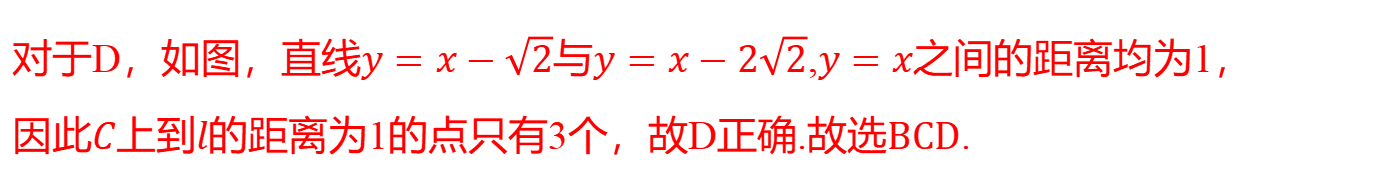 对于D，如图，直线y = x − √2与y = x − 2√2,y = x之间的距离均为1，
因此C上到l的距离为1的点只有3个，故D正确.故选BCD.